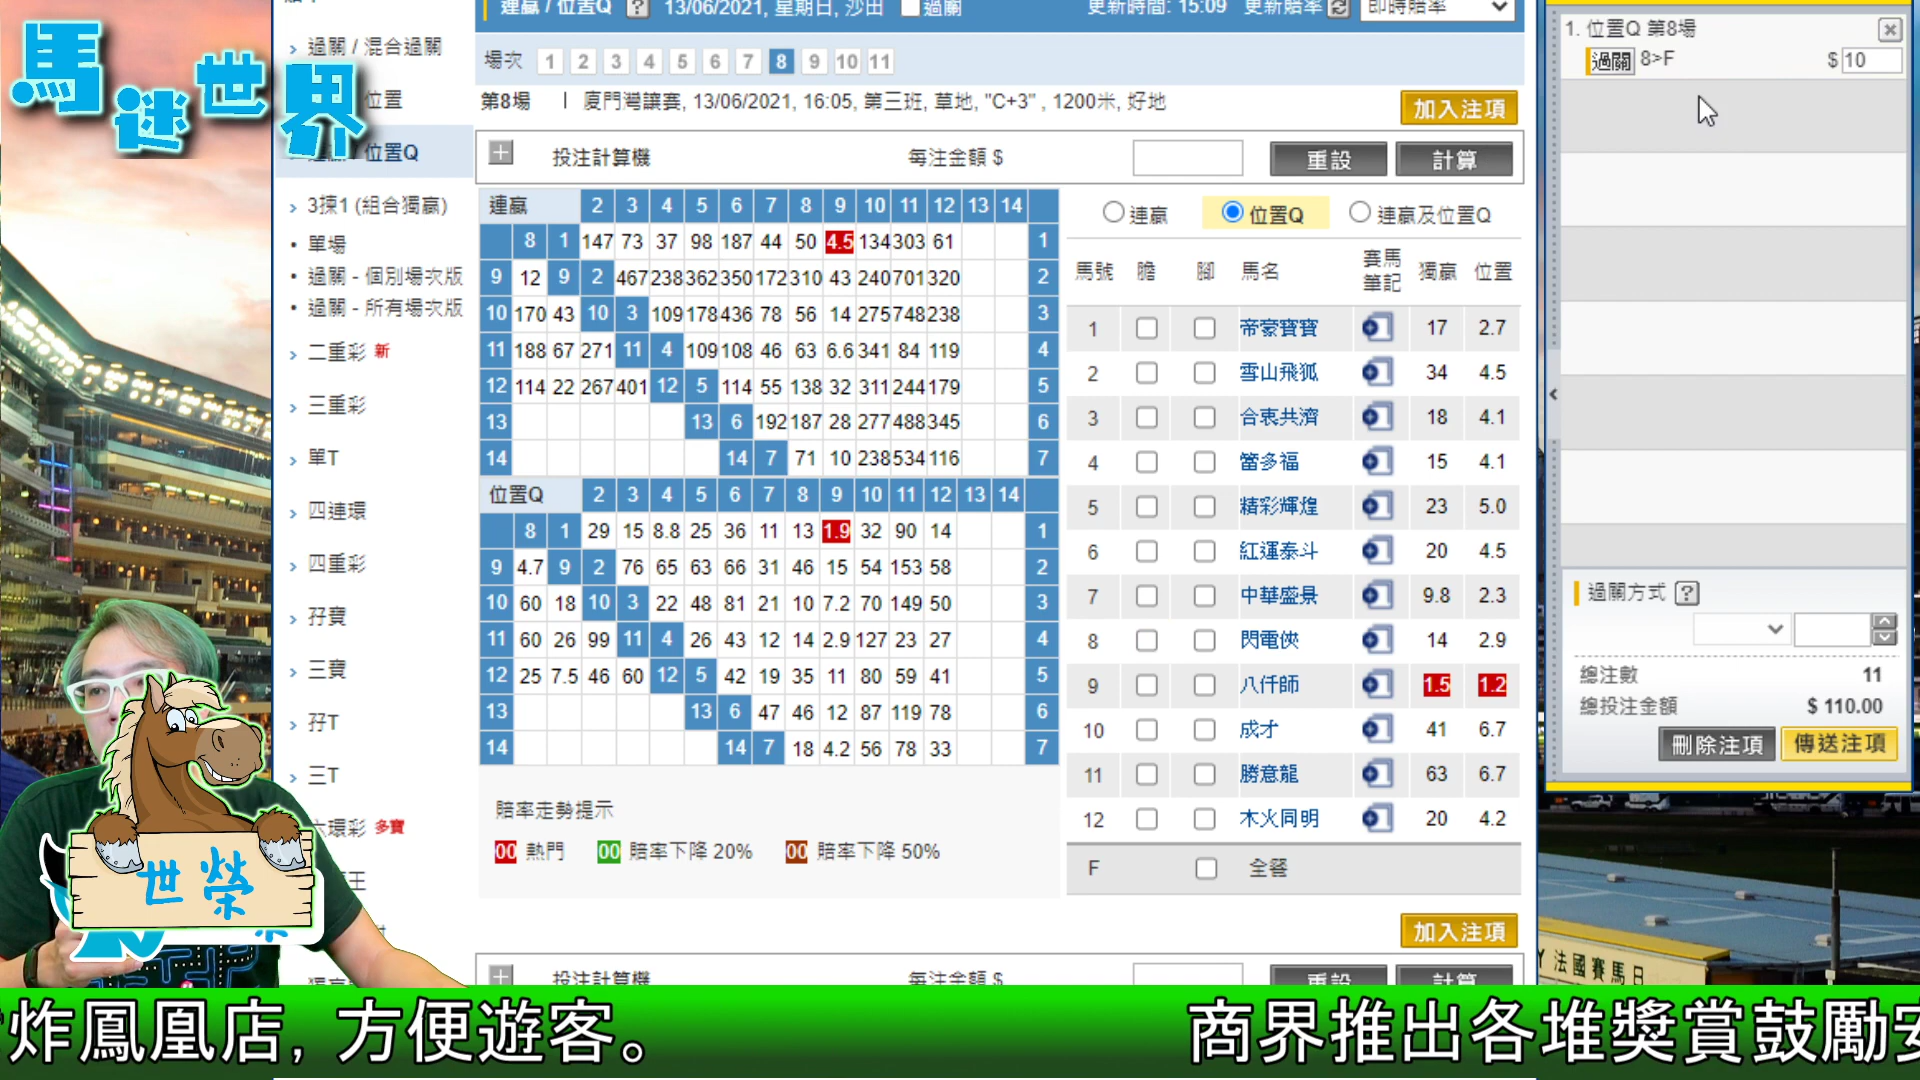 馬迷世界
過關 / 混合過關
位置
位置Q
3揀1 (組合獨贏)
單場
過關 - 個別場次版
過關 - 所有場次版
二重彩 新
三重彩
單T
四連環
四重彩
孖寶
三寶
孖T
三T
六環彩 多寶
王
世榮
連贏 / 位置Q ? 13/06/2021, 星期日, 沙田 過關 更新時間: 15:09 更新賠率 即時賠率
場次 1 2 3 4 5 6 7 8 9 10 11
第8場 | 廈門灣讓賽, 13/06/2021, 16:05, 第三班, 草地, "C+3" , 1200米, 好地
加入注項
投注計算機 每注金額 $ 重設 計算
連贏 2 3 4 5 6 7 8 9 10 11 12 13 14
8 1 147 73 37 98 187 44 50 4.5 134 303 61 1
9 12 9 2 467 238 362 350 172 310 43 240 701 320 2
10 170 43 10 3 109 178 436 78 56 14 275 748 238 3
11 188 67 271 11 4 109 108 46 63 6.6 341 84 119 4
12 114 22 267 401 12 5 114 55 138 32 311 244 179 5
13 13 6 192 187 28 277 488 345 6
14 14 7 71 10 238 534 116 7
位置Q 2 3 4 5 6 7 8 9 10 11 12 13 14
8 1 29 15 8.8 25 36 11 13 1.9 32 90 14 1
9 4.7 9 2 76 65 63 66 31 46 15 54 153 58 2
10 60 18 10 3 22 48 81 21 10 7.2 70 149 50 3
11 60 26 99 11 4 26 43 12 14 2.9 127 23 27 4
12 25 7.5 46 60 12 5 42 19 35 11 80 59 41 5
13 13 6 47 46 12 87 119 78 6
14 14 7 18 4.2 56 78 33 7
賠率走勢提示
00 熱門 00 賠率下降 20% 00 賠率下降 50%
連贏 位置Q 連贏及位置Q
馬號 膽 腳 馬名 賽馬筆記 獨贏 位置
1 帝豪寶寶 17 2.7
2 雪山飛狐 34 4.5
3 合衷共濟 18 4.1
4 當多福 15 4.1
5 精彩輝煌 23 5.0
6 紅運泰斗 20 4.5
7 中華盛景 9.8 2.3
8 閃電俠 14 2.9
9 八仟師 1.5 1.2
10 成才 41 6.7
11 勝意龍 63 6.7
12 木火同明 20 4.2
F 全餐
加入注項
投注計算機 每注金額 $ 重設 計算
1. 位置Q 第8場
過關 8>F $ 10
過關方式 ?
總注數 11
總投注金額 $ 110.00
刪除注項 傳送注項
法國賽馬日
炸鳳凰店, 方便遊客。 商界推出各堆獎賞鼓勵安